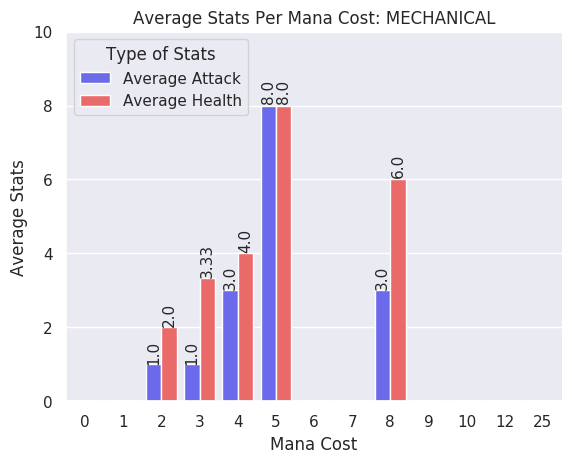 Average Stats Per Mana Cost: MECHANICAL
Type of Stats
Average Attack
Average Health
Average Stats
10
8
6
4
2
0
1.0
2.0
1.0
3.33
3.0
4.0
8.0
8.0
3.0
6.0
0 1 2 3 4 5 6 7 8 9 10 12 25
Mana Cost